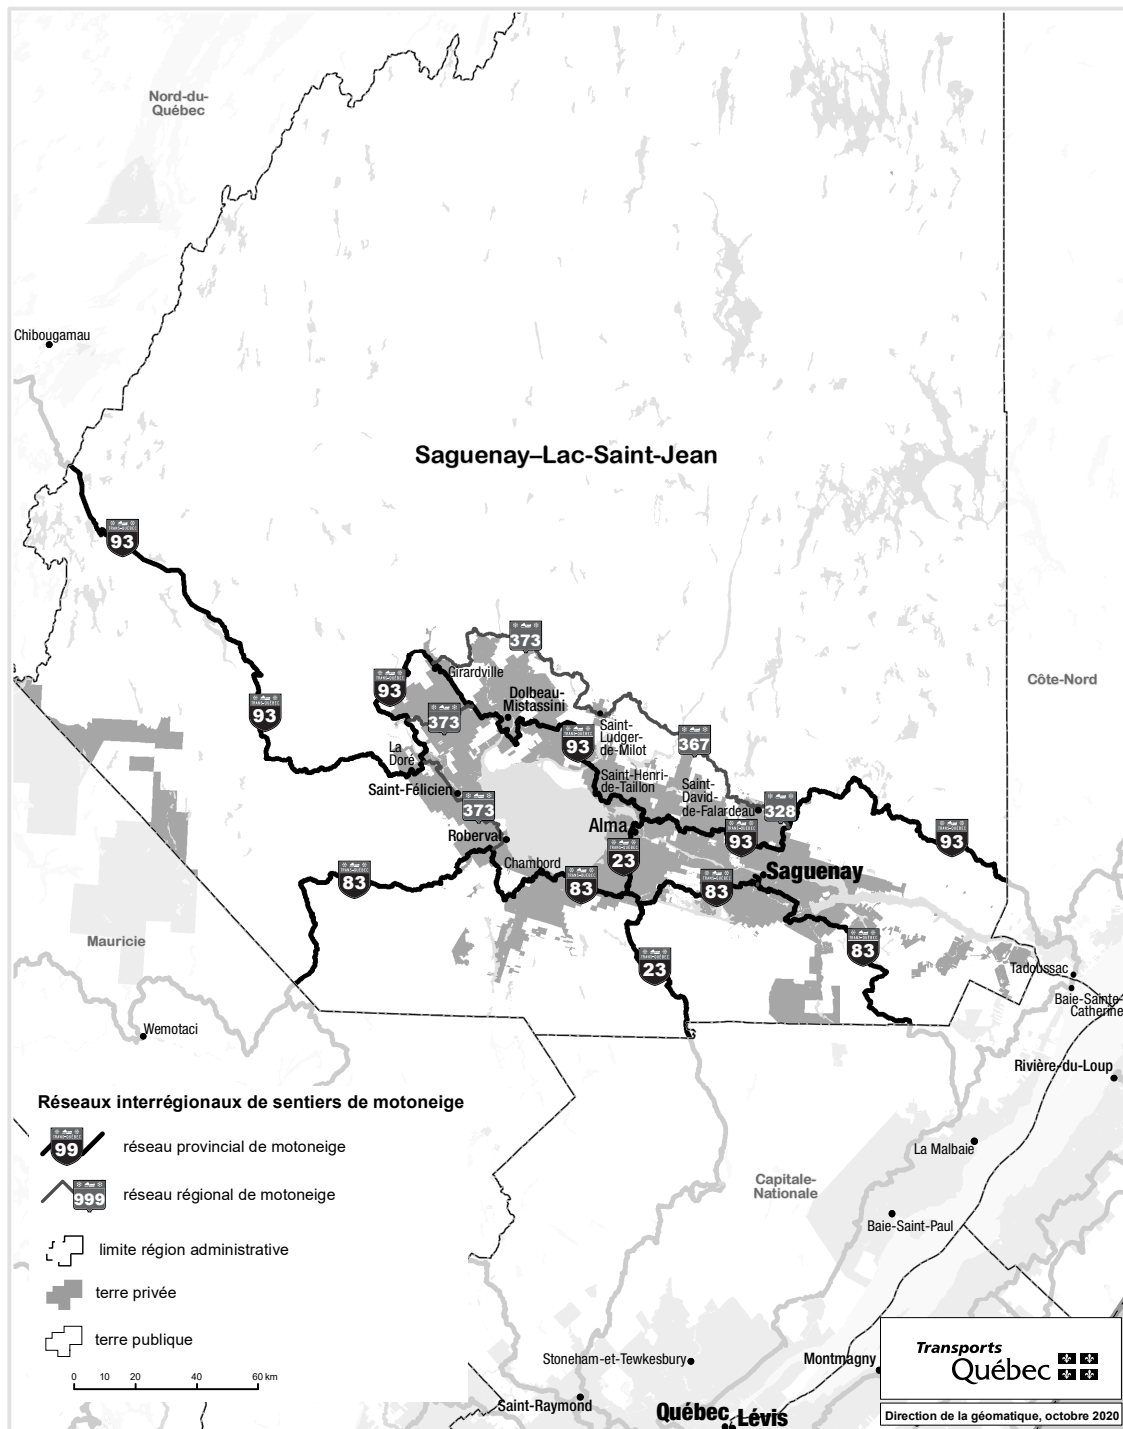 Nord-du-
Québec
Chibougamau
Saguenay–Lac-Saint-Jean
93
373
Girardville
93
Dolbeau-
Mistassini
Côte-Nord
93
373
Saint-
Ludger-
de-Milot
93
367
La
Doré
Saint-Henri-
de-Taillon
Saint-
David-
de-Falardeau
Saint-Félicien
373
328
Alma
Roberval
93
93
Chambord
23
Saguenay
83
83
83
Mauricie
83
23
Tadoussac
Baie-Sainte-
Catherine
Wemotaci
Rivière-du-Loup
Réseaux interrégionaux de sentiers de motoneige
TRANS-QUÉBEC
99
réseau provincial de motoneige
La Malbaie
999
réseau régional de motoneige
Capitale-
Nationale
Baie-Saint-Paul
limite région administrative
terre privée
terre publique
Transports
Québec
Stoneham-et-Tewkesbury
Montmagny
0 10 20 40 60 km
Saint-Raymond
Québec
Lévis
Direction de la géomatique, octobre 2020